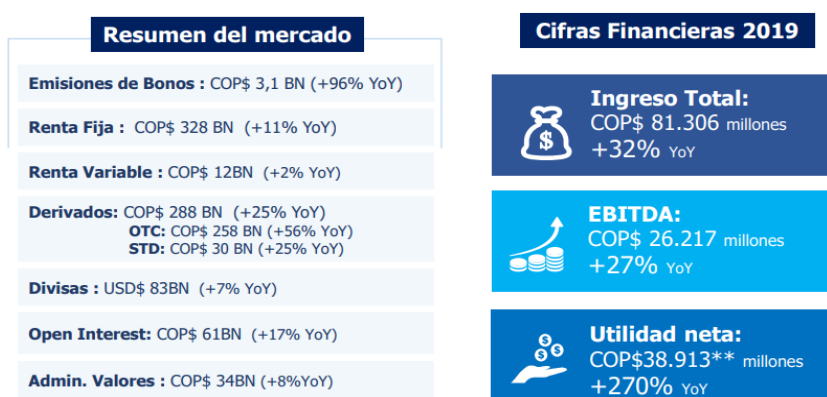 Resumen del mercado
Emisiones de Bonos : COP$ 3,1 BN (+96% YoY)
Renta Fija : COP$ 328 BN (+11% YoY)
Renta Variable : COP$ 12BN (+2% YoY)
Derivados: COP$ 288 BN (+25% YoY)
OTC: COP$ 258 BN (+56% YoY)
STD: COP$ 30 BN (+25% YoY)
Divisas : USD$ 83BN (+7% YoY)
Open Interest: COP$ 61BN (+17% YoY)
Admin. Valores : COP$ 34BN (+8%YoY)
Cifras Financieras 2019
$
Ingreso Total:
COP$ 81.306 millones
+32% YoY
EBITDA:
COP$ 26.217 millones
+27% YoY
$
$ $
Utilidad neta:
COP$38.913** millones
+270% YoY